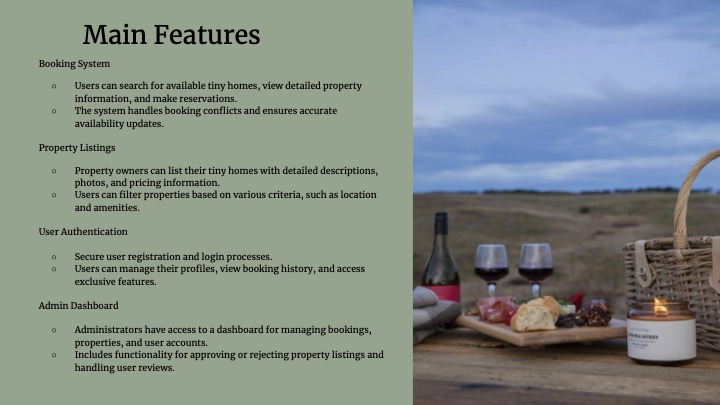 Main Features
Booking System
○ Users can search for available tiny homes, view detailed property
information, and make reservations.
○ The system handles booking conflicts and ensures accurate
availability updates.
Property Listings
○ Property owners can list their tiny homes with detailed descriptions,
photos, and pricing information.
○ Users can filter properties based on various criteria, such as location
and amenities.
User Authentication
○ Secure user registration and login processes.
○ Users can manage their profiles, view booking history, and access
exclusive features.
Admin Dashboard
○ Administrators have access to a dashboard for managing bookings,
properties, and user accounts.
○ Includes functionality for approving or rejecting property listings and
handling user reviews.